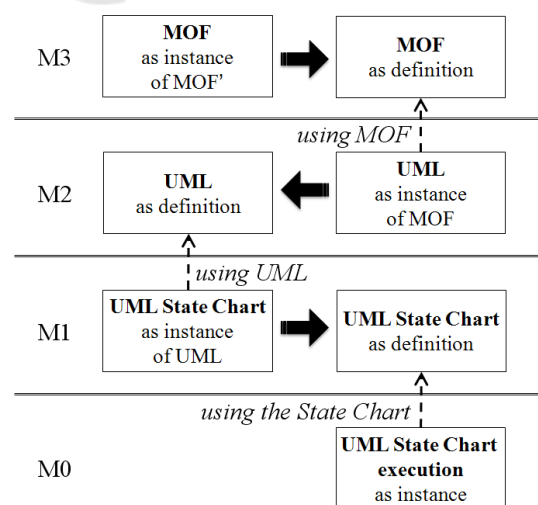 M3
MOF
as instance
of MOF’
MOF
as definition
using MOF
M2
UML
as definition
UML
as instance
of MOF
using UML
M1
UML State Chart
as instance
of UML
UML State Chart
as definition
using the State Chart
M0
UML State Chart
execution
as instance